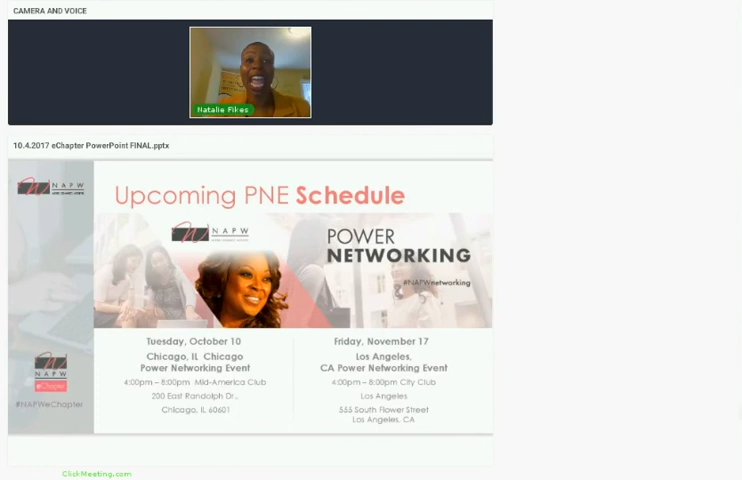 CAMERA AND VOICE
Natalie Fikes
10.4.2017 eChapter PowerPoint FINAL.pptx
NAPW
Upcoming PNE Schedule
NAPW
POWER
NETWORKING
#NAPWnetworking
Tuesday, October 10
Chicago, IL Chicago
Power Networking Event
4:00pm – 8:00pm Mid-America Club
200 East Randolph Dr.,
Chicago, IL 60601
Friday, November 17
Los Angeles,
CA Power Networking Event
4:00pm – 8:00pm City Club
Los Angeles
555 South Flower Street
Los Angeles, CA
NAPW
eChapter
#NAPWeChapter
ClickMeeting.com